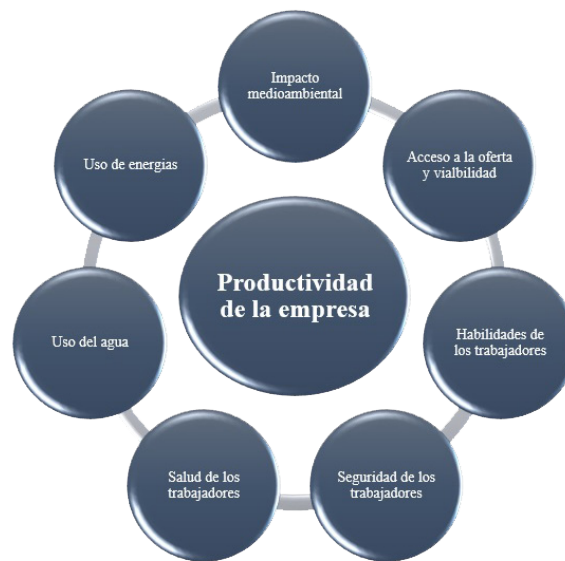 Impacto
medioambiental
Acceso a la oferta
y vialbilidad
Habilidades de
los trabajadores
Seguridad de los
trabajadores
Salud de los
trabajadores
Uso del agua
Uso de energías
Productividad
de la empresa